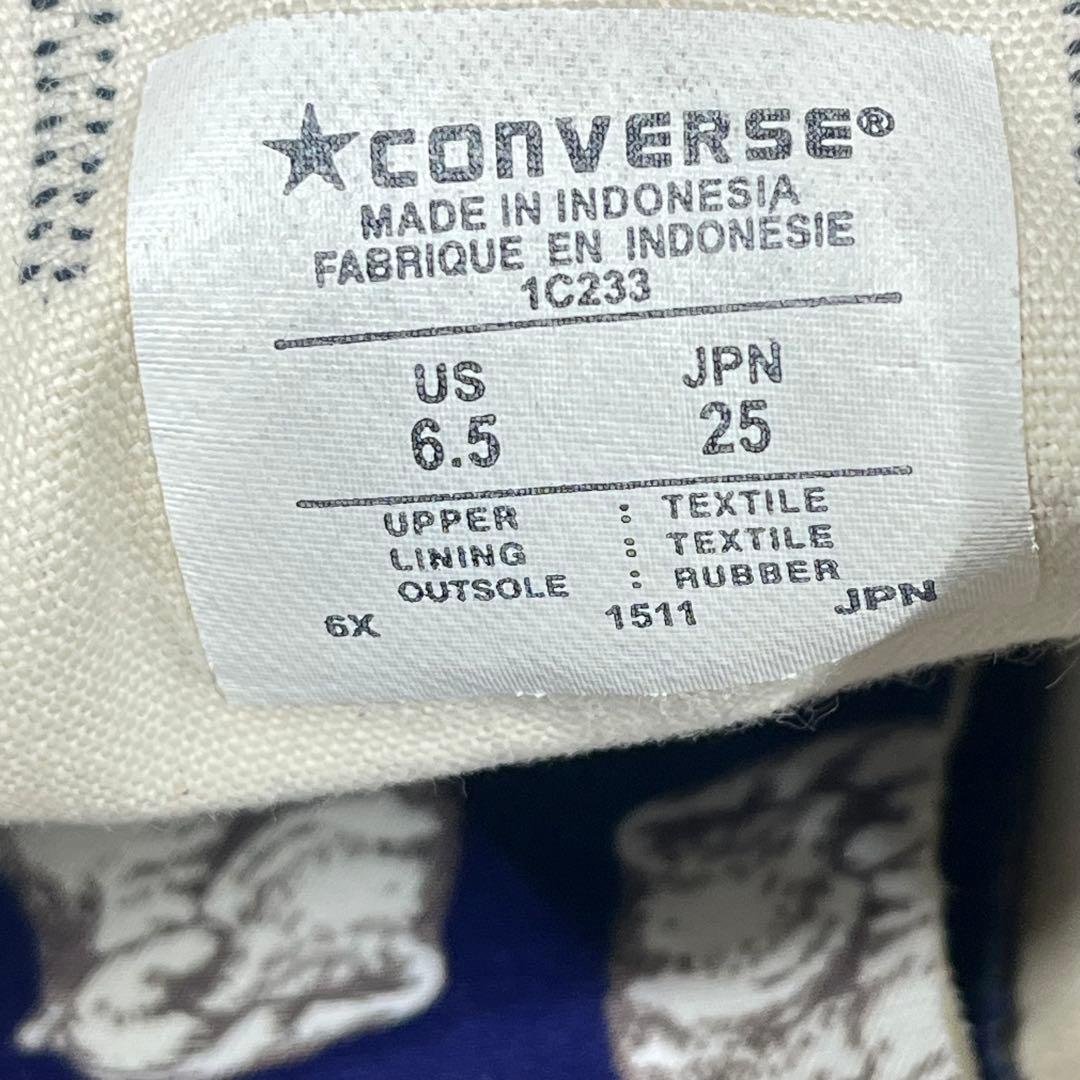 ★CONVERSE®
MADE IN INDONESIA
FABRIQUE EN INDONESIE
1C233
US JPN
6.5 25
UPPER : TEXTILE
LINING : TEXTILE
OUTSOLE : RUBBER
6X 1511 JPN